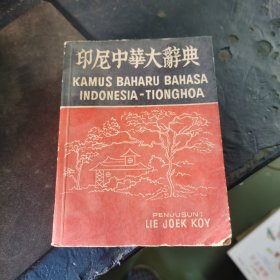 印尼中華大辭典
KAMUS BAHARU BAHASA
INDONESIA-TIONGHOA
PENJUSUN:
LIE JOEK KOY